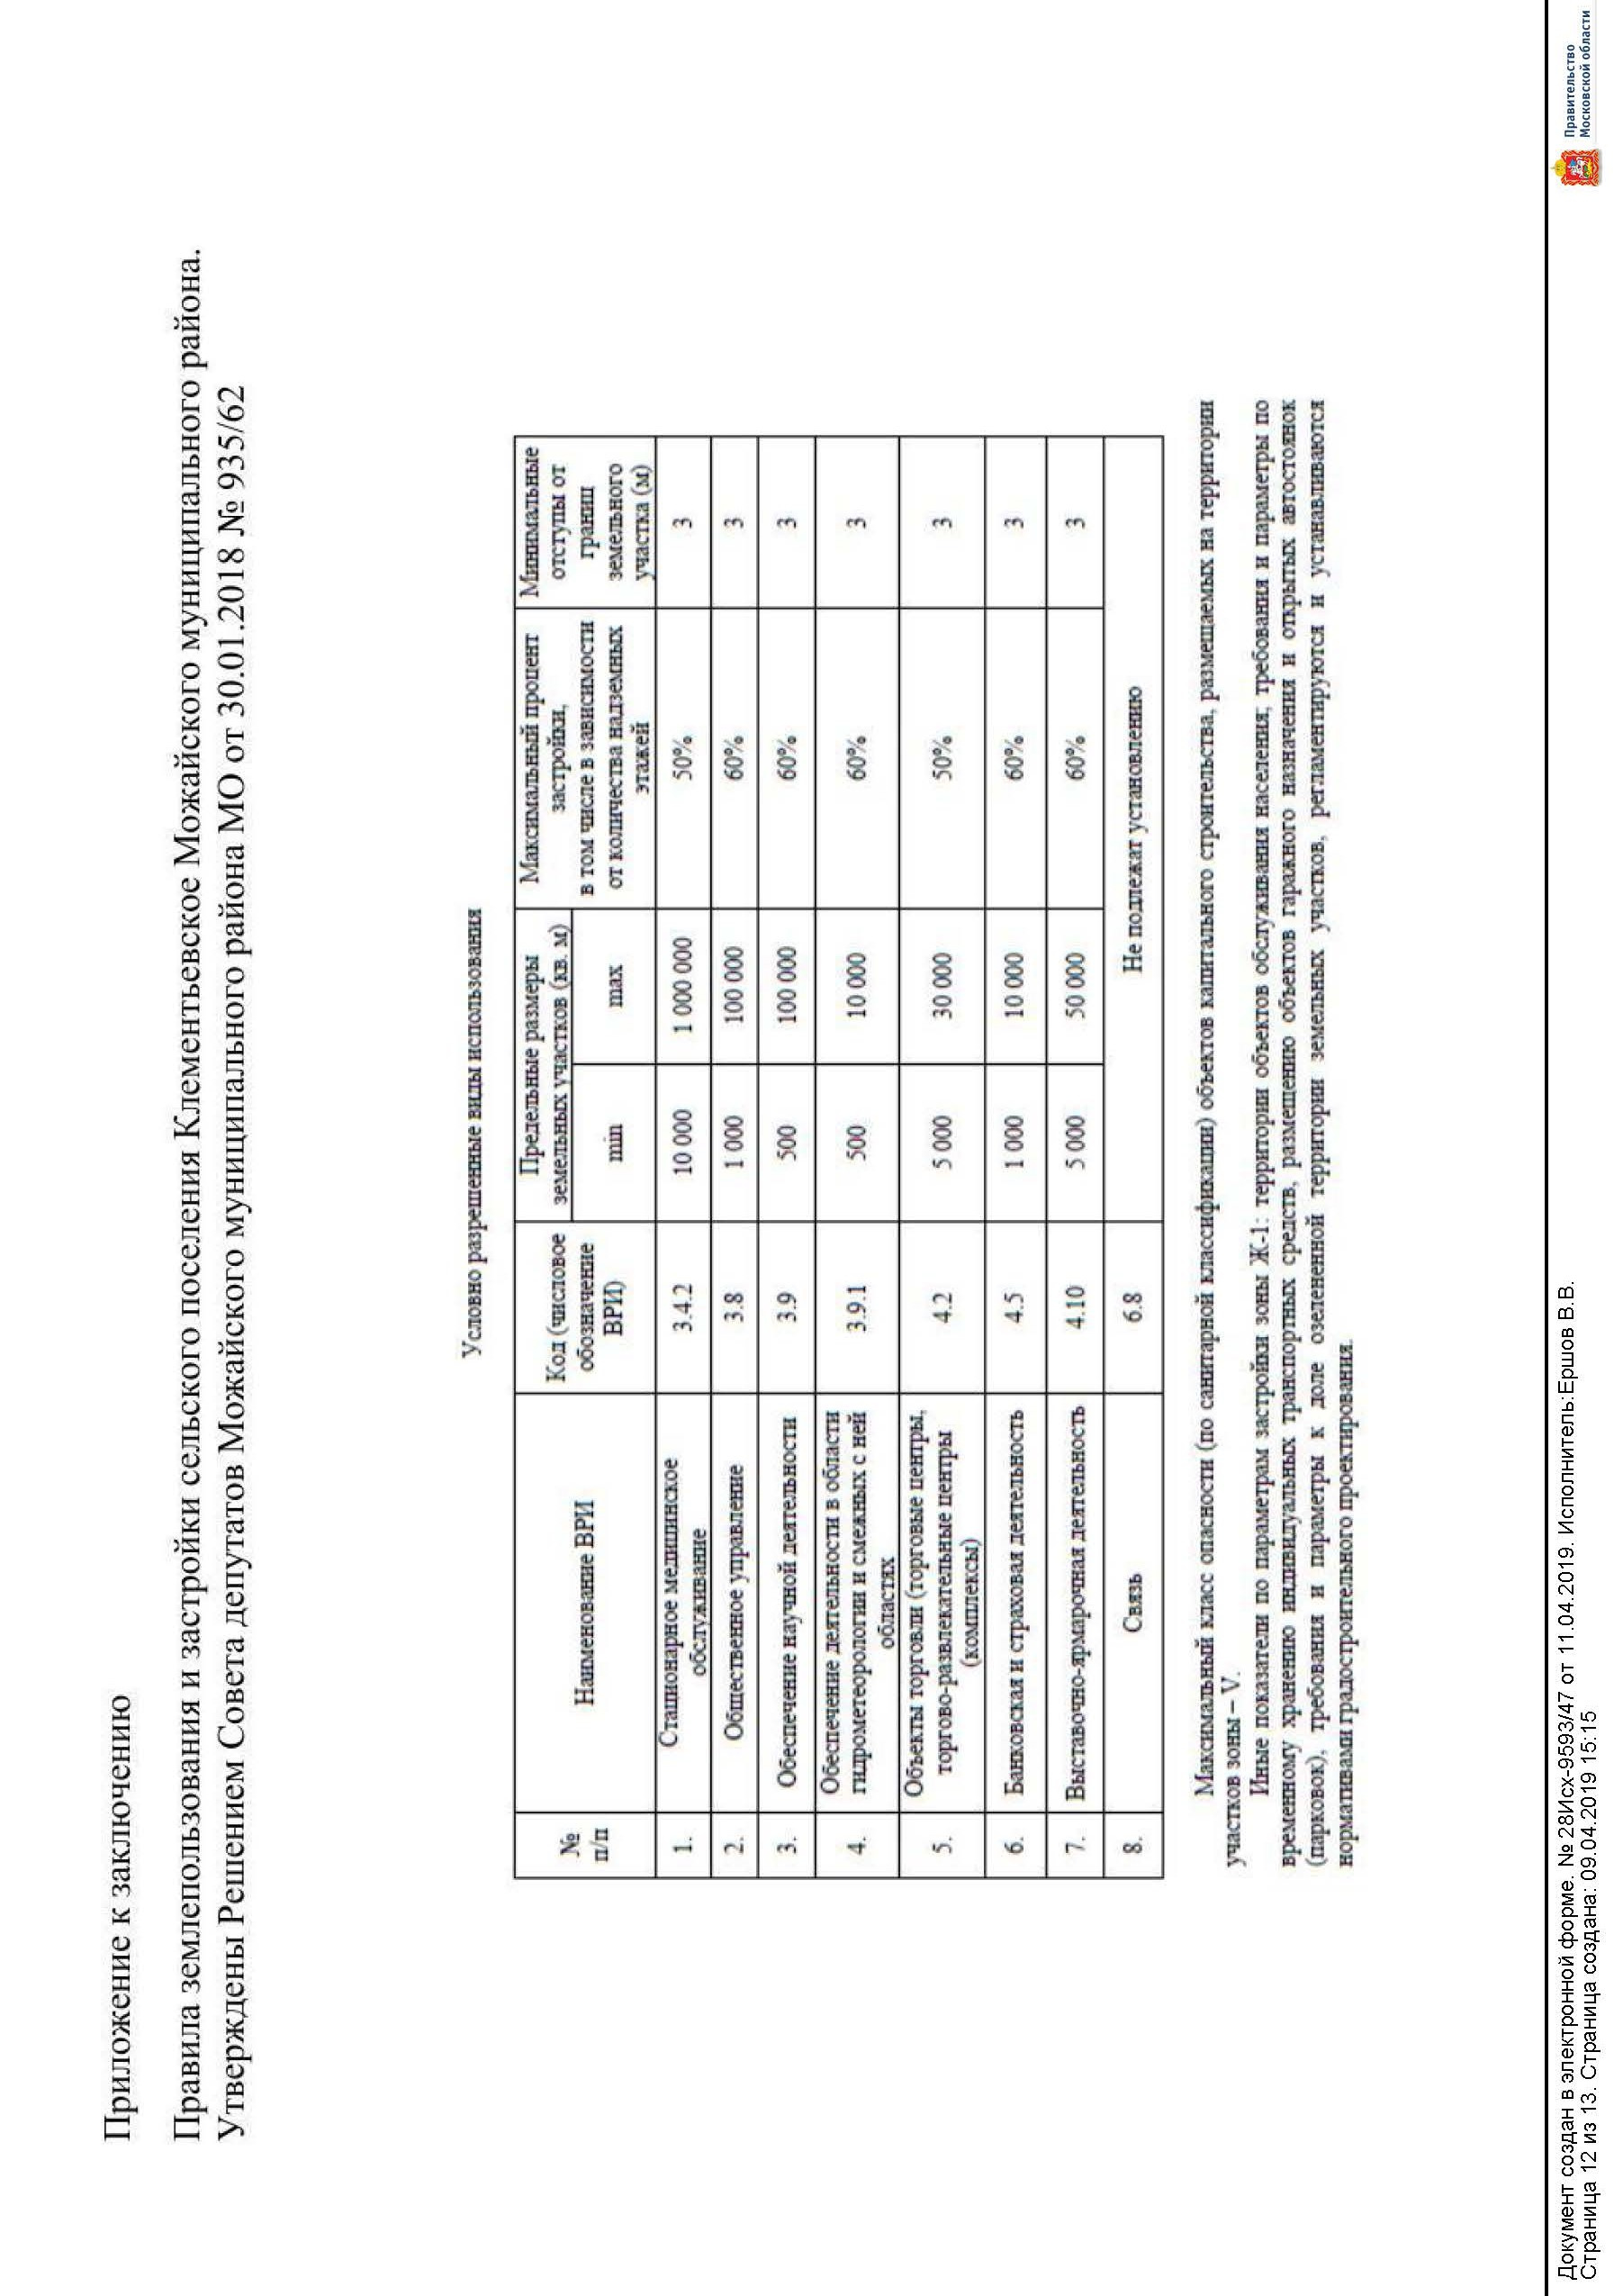 Приложение к заключению
Правила землепользования и застройки сельского поселения Клементьевское Можайского муниципального района.
Утверждены Решением Совета депутатов Можайского муниципального района МО от 30.01.2018 № 935/62
Условно разрешенные виды использования
№
п/п
Наименование ВРИ
Код (числовое
обозначение
ВРИ)
Предельные размеры
земельных участков (кв. м)
min
max
Максимальный процент
застройки,
в том числе в зависимости
от количества надземных
этажей
Минимальные
отступы от
границ
земельного
участка (м)
1.
Стационарное медицинское
обслуживание
3.4.2
10 000
1 000 000
50%
3
2.
Общественное управление
3.8
1 000
100 000
60%
3
3.
Обеспечение научной деятельности
3.9
500
100 000
60%
3
4.
Обеспечение деятельности в области
гидрометеорологии и смежных с ней
областях
3.9.1
500
10 000
60%
3
5.
Объекты торговли (торговые центры,
торгово-развлекательные центры
(комплексы)
4.2
5 000
30 000
50%
3
6.
Банковская и страховая деятельность
4.5
1 000
10 000
60%
3
7.
Выставочно-ярмарочная деятельность
4.10
5 000
50 000
60%
3
8.
Связь
6.8
Не подлежат установлению
Максимальный класс опасности (по санитарной классификации) объектов капитального строительства, размещаемых на территории
участков зоны – V.
Иные показатели по параметрам застройки зоны Ж-1: территории объектов обслуживания населения; требования и параметры по
временному хранению индивидуальных транспортных средств, размещению объектов гаражного назначения и открытых автостоянок
(парковок), требования и параметры к доле озелененной территории земельных участков, регламентируются и устанавливаются
нормативами градостроительного проектирования.
Документ создан в электронной форме. № 28Исх-9593/47 от 11.04.2019. Исполнитель:Ершов В.В.
Страница 12 из 13. Страница создана: 09.04.2019 15:15
Правительство
Московской области